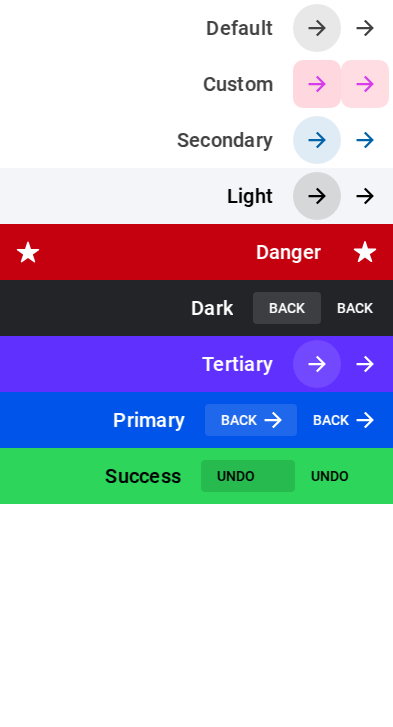 Default
Custom
Secondary
Light
Danger
Dark BACK BACK
Tertiary
Primary BACK BACK
Success UNDO UNDO